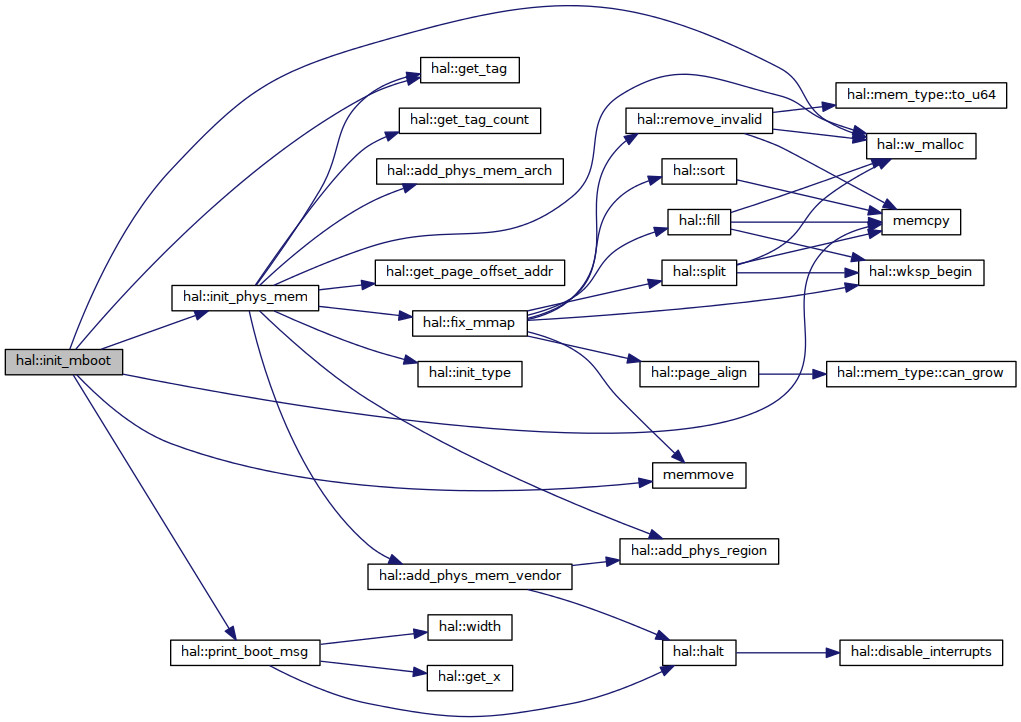 hal::init_mboot
hal::init_phys_mem
hal::print_boot_msg
hal::get_tag
hal::get_tag_count
hal::add_phys_mem_arch
hal::get_page_offset_addr
hal::fix_mmap
hal::init_type
hal::add_phys_mem_vendor
hal::width
hal::get_x
hal::remove_invalid
hal::sort
hal::fill
hal::split
hal::page_align
memmove
hal::add_phys_region
hal::halt
hal::mem_type::to_u64
hal::w_malloc
memcpy
hal::wksp_begin
hal::mem_type::can_grow
hal::disable_interrupts